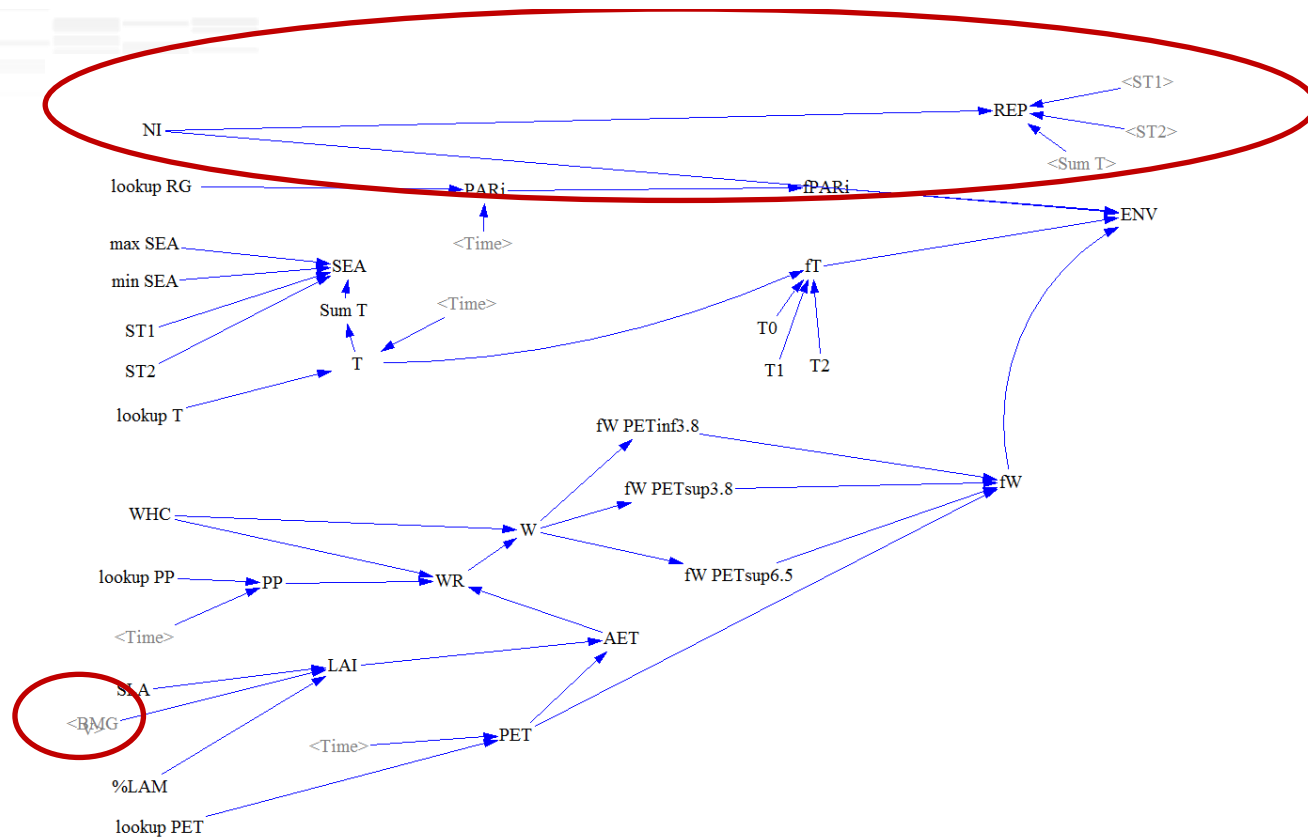 <ST1>
REP
NI
<ST2>
<Sum T>
lookup RG
PARi
fPARi
ENV
max SEA
<Time>
SEA
fT
min SEA
Sum T
<Time>
ST1
T0
ST2
T
T1
T2
lookup T
fW PETinf3.8
fW PETsup3.8
fW
WHC
W
lookup PP
PP
WR
fW PETsup6.5
<Time>
AET
LAI
SLA
<BMG
V>
PET
<Time>
%LAM
lookup PET